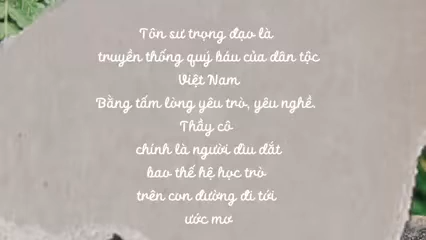 Tôn sư trọng đạo là
truyền thống quý báu của dân tộc
Việt Nam
Bằng tấm lòng yêu trò, yêu nghề.
Thầy cô
chính là người dìu dắt
bao thế hệ học trò
trên con đường đi tới
ước mơ